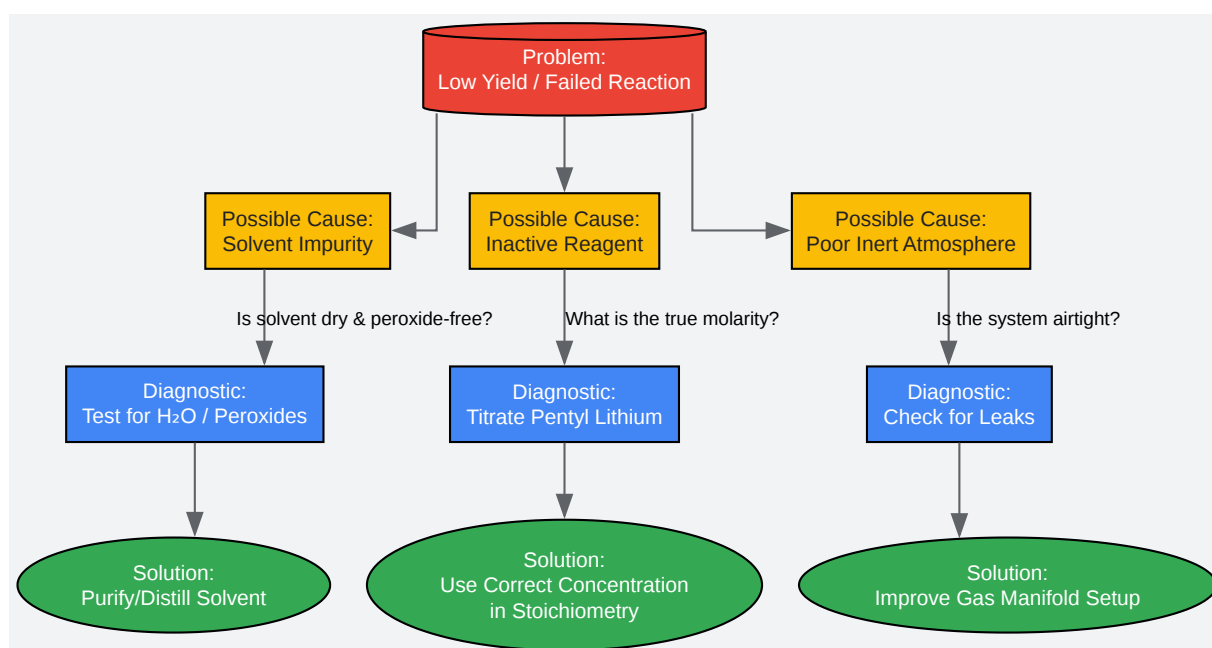 Problem:
Low Yield / Failed Reaction
Possible Cause:
Solvent Impurity
Possible Cause:
Inactive Reagent
Possible Cause:
Poor Inert Atmosphere
Is solvent dry & peroxide-free?
What is the true molarity?
Is the system airtight?
Diagnostic:
Test for H₂O / Peroxides
Diagnostic:
Titrate Pentyl Lithium
Diagnostic:
Check for Leaks
Solution:
Purify/Distill Solvent
Solution:
Use Correct Concentration
in Stoichiometry
Solution:
Improve Gas Manifold Setup